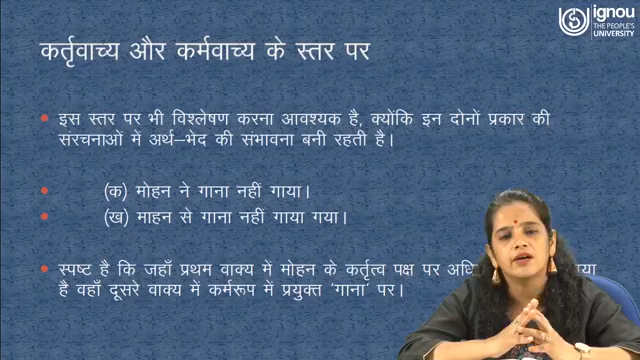 ignou
THE PEOPLE'S
UNIVERSITY
कर्तृवाच्य और कर्मवाच्य के स्तर पर
इस स्तर पर भी विश्लेषण करना आवश्यक है, क्योंकि इन दोनों प्रकार की
संरचनाओं में अर्थ–भेद की संभावना बनी रहती है।
(क) मोहन ने गाना नहीं गाया।
(ख) माहन से गाना नहीं गाया गया।
स्पष्ट है कि जहाँ प्रथम वाक्य में मोहन के कर्तृत्व पक्ष पर
है वहाँ दूसरे वाक्य में कर्मरूप में प्रयुक्त 'गाना' पर।